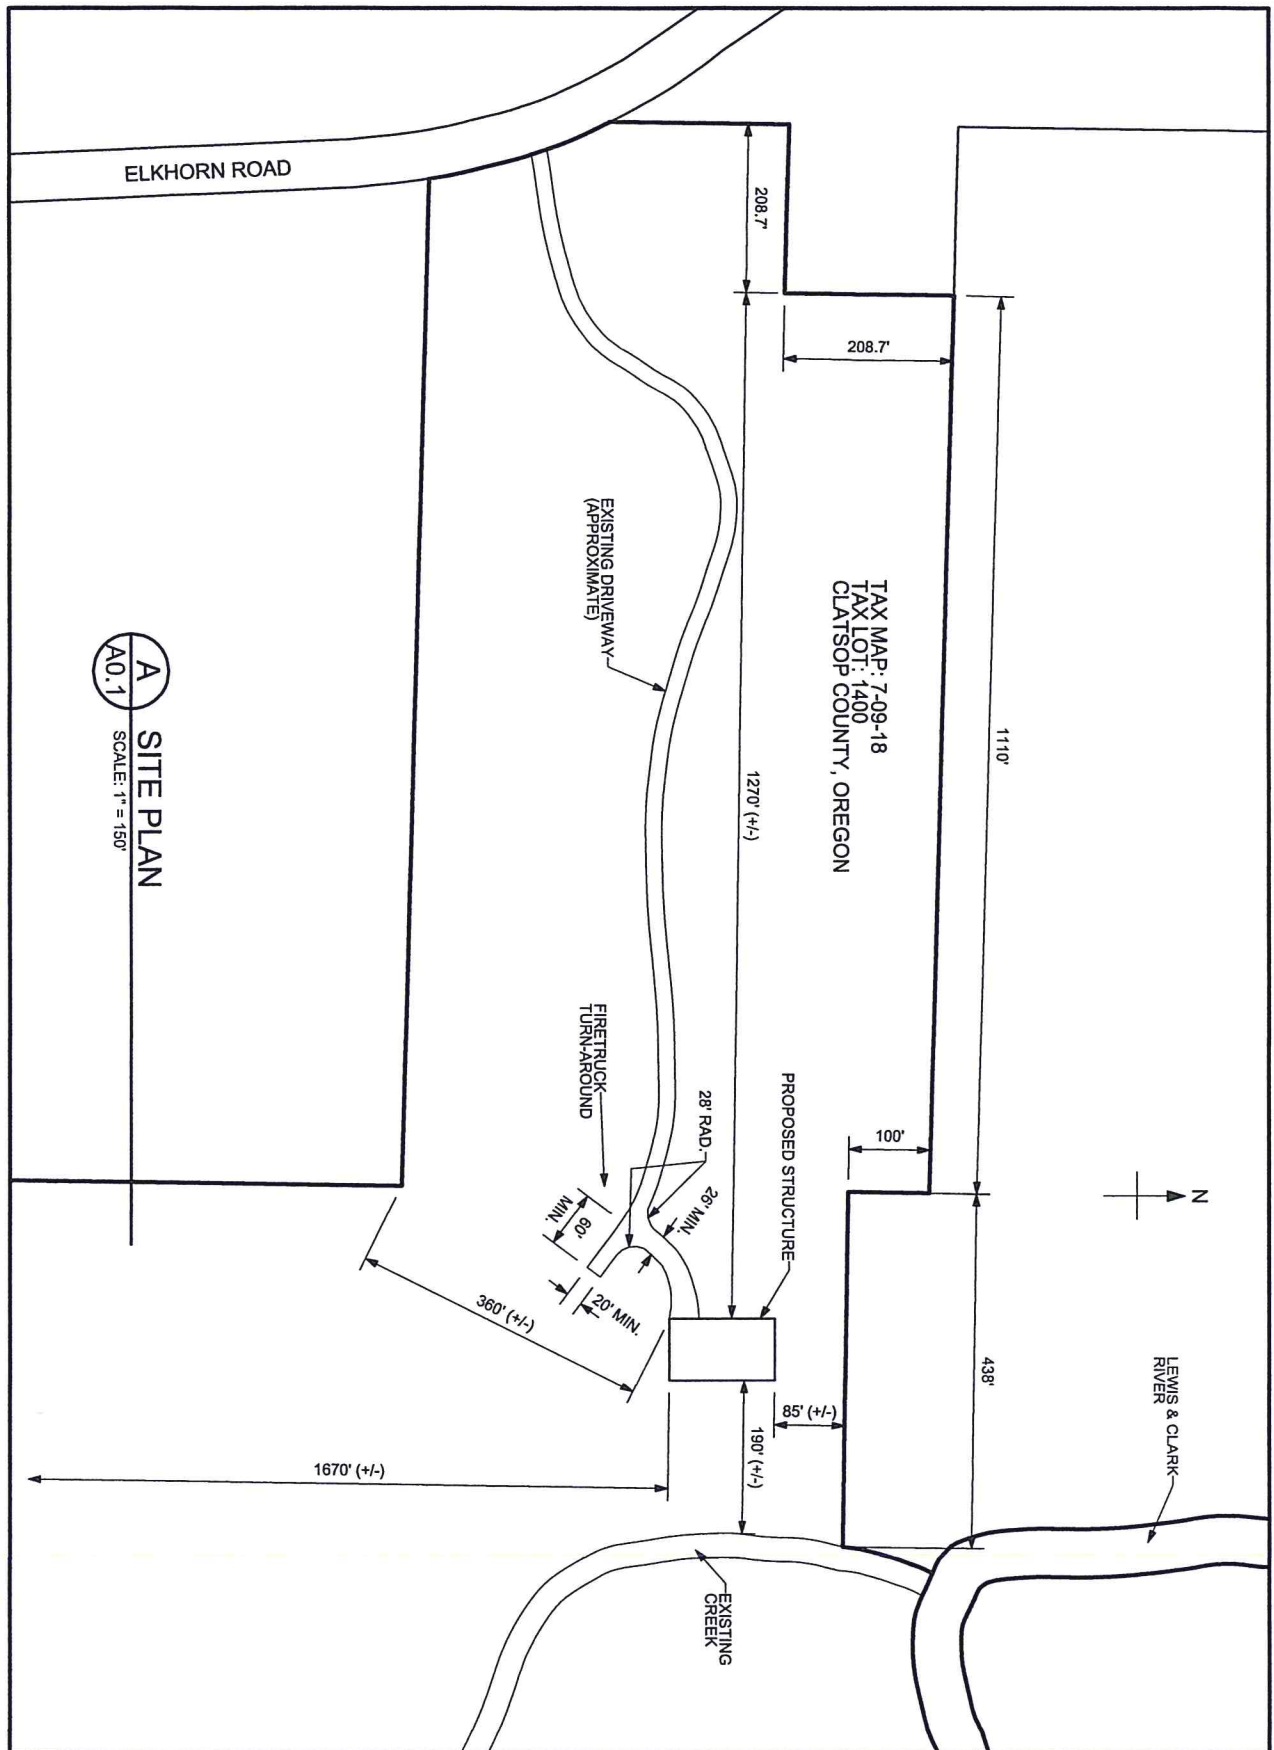 N
LEWIS & CLARK
RIVER
1110'
438'
208.7'
100'
TAX MAP: 7-09-18
TAX LOT: 1400
CLATSOP COUNTY, OREGON
85' (+/-)
PROPOSED STRUCTURE
208.7'
1270' (+/-)
190' (+/-)
28' RAD.
26' MIN.
EXISTING
CREEK
EXISTING DRIVEWAY
(APPROXIMATE)
FIRETRUCK
TURN-AROUND
60'
MIN.
20' MIN.
360' (+/-)
1670' (+/-)
ELKHORN ROAD
A
A0.1
SITE PLAN
SCALE: 1" = 150'